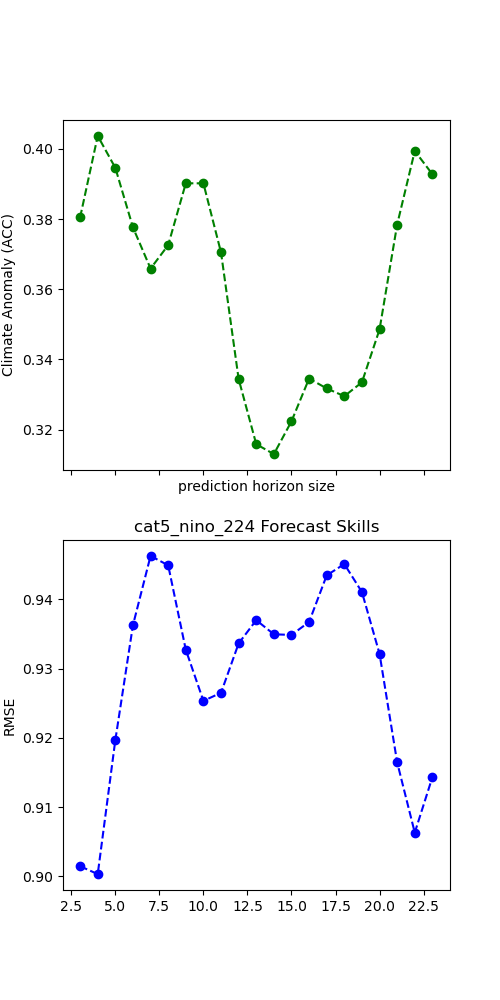 0.40
0.38
0.36
0.34
0.32
Climate Anomaly (ACC)
prediction horizon size
cat5_nino_224 Forecast Skills
0.94
0.93
0.92
0.91
0.90
RMSE
2.5 5.0 7.5 10.0 12.5 15.0 17.5 20.0 22.5